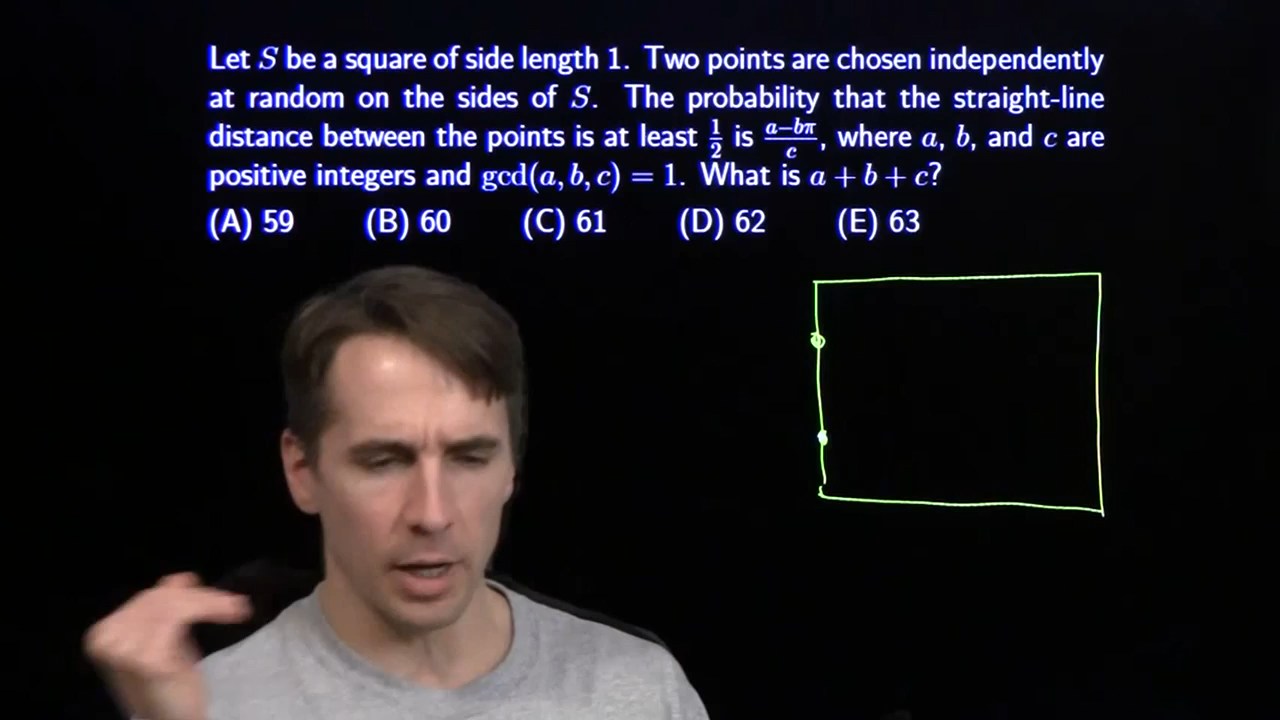 Let S be a square of side length 1. Two points are chosen independently
at random on the sides of S. The probability that the straight-line
distance between the points is at least 1/2 is (a−bπ)/c, where a, b, and c are
positive integers and gcd(a, b, c) = 1. What is a + b + c?
(A) 59 (B) 60 (C) 61 (D) 62 (E) 63